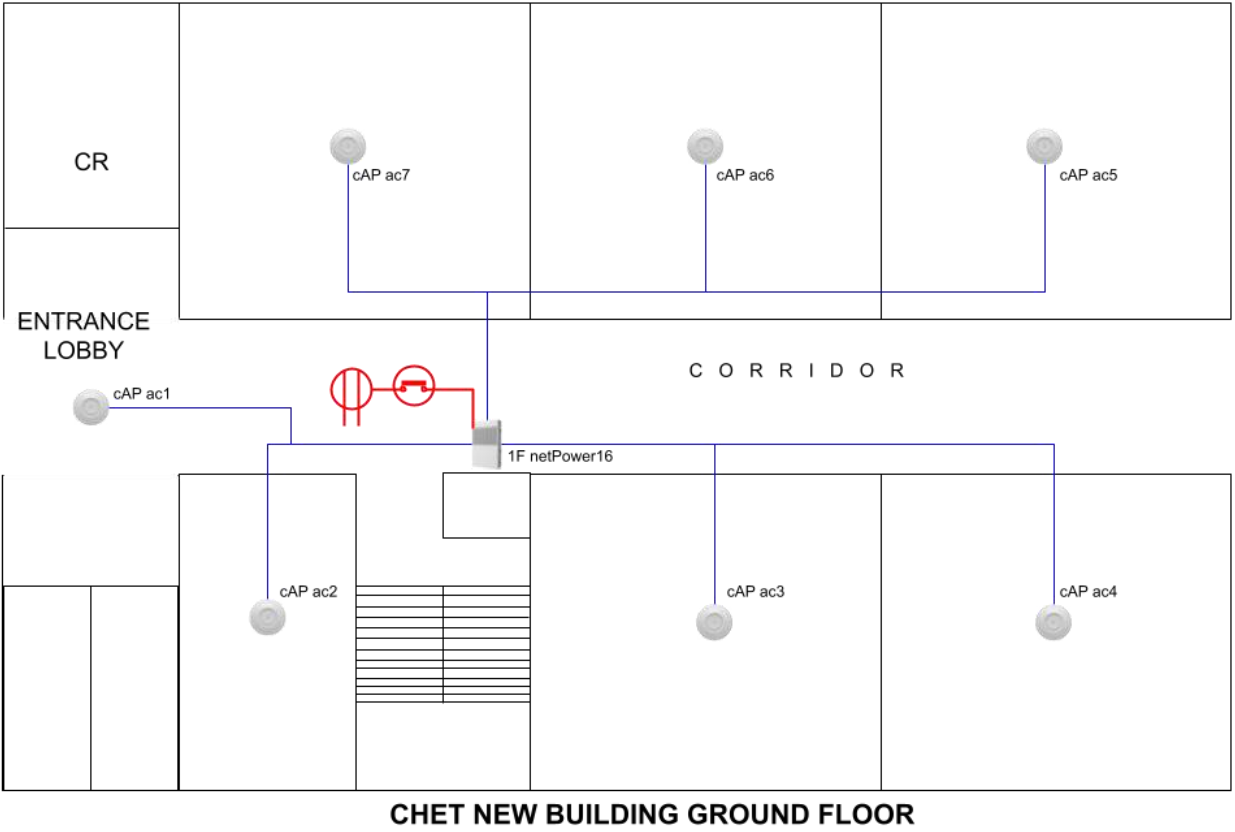 CR
cAP ac7
cAP ac6
cAP ac5
ENTRANCE
LOBBY
cAP ac1
C O R R I D O R
1F netPower16
cAP ac2
cAP ac3
cAP ac4
CHET NEW BUILDING GROUND FLOOR